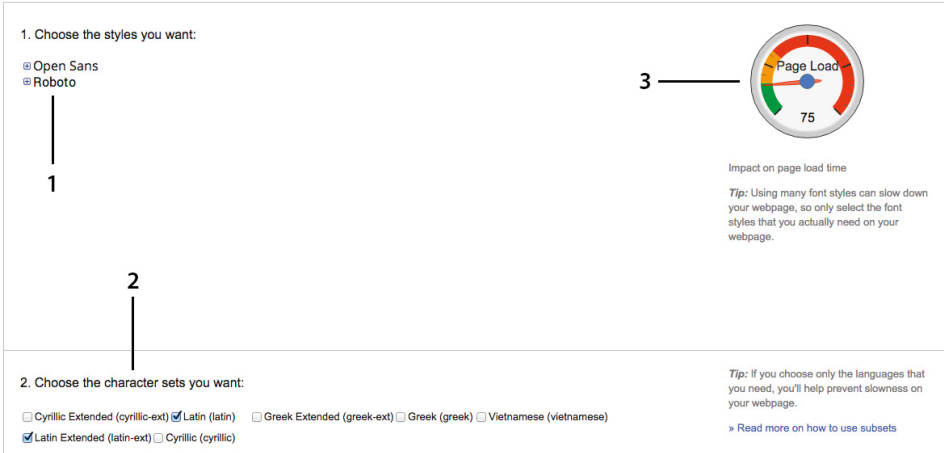 1. Choose the styles you want:
Open Sans
Roboto
1
3
Page Load
75
Impact on page load time
Tip: Using many font styles can slow down
your webpage, so only select the font
styles that you actually need on your
webpage.
2
2. Choose the character sets you want:
Cyrillic Extended (cyrillic-ext) Latin (latin) Greek Extended (greek-ext) Greek (greek) Vietnamese (vietnamese)
Latin Extended (latin-ext) Cyrillic (cyrillic)
Tip: If you choose only the languages that
you need, you'll help prevent slowness on
your webpage.
» Read more on how to use subsets